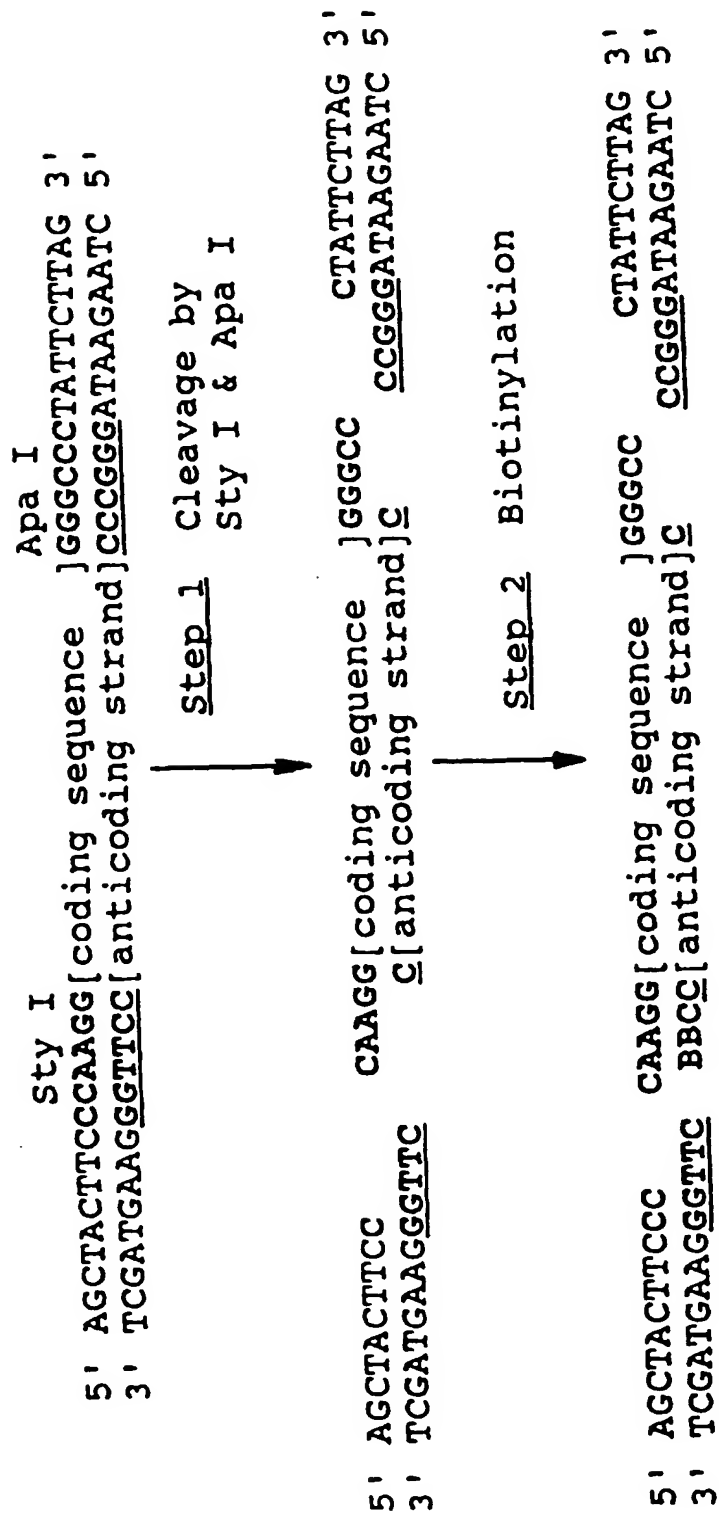 Sty I Apa I
5' AGCTACTTCCCAAGG[coding sequence ]GGGCCCTATTCTTAG 3'
3' TCGATGAAGGGTTCC[anticoding strand]CCCGGGATAAGAATC 5'
Step 1 Cleavage by
Sty I & Apa I
5' AGCTACTTCC CAAGG[coding sequence ]GGGCC CTATTCTTAG 3'
3' TCGATGAAGGGTTC C[anticoding strand]C CCGGGATAAGAATC 5'
Step 2 Biotinylation
5' AGCTACTTCCC CAAGG[coding sequence ]GGGCC CTATTCTTAG 3'
3' TCGATGAAGGGTTC BBCC[anticoding strand]C CCGGGATAAGAATC 5'